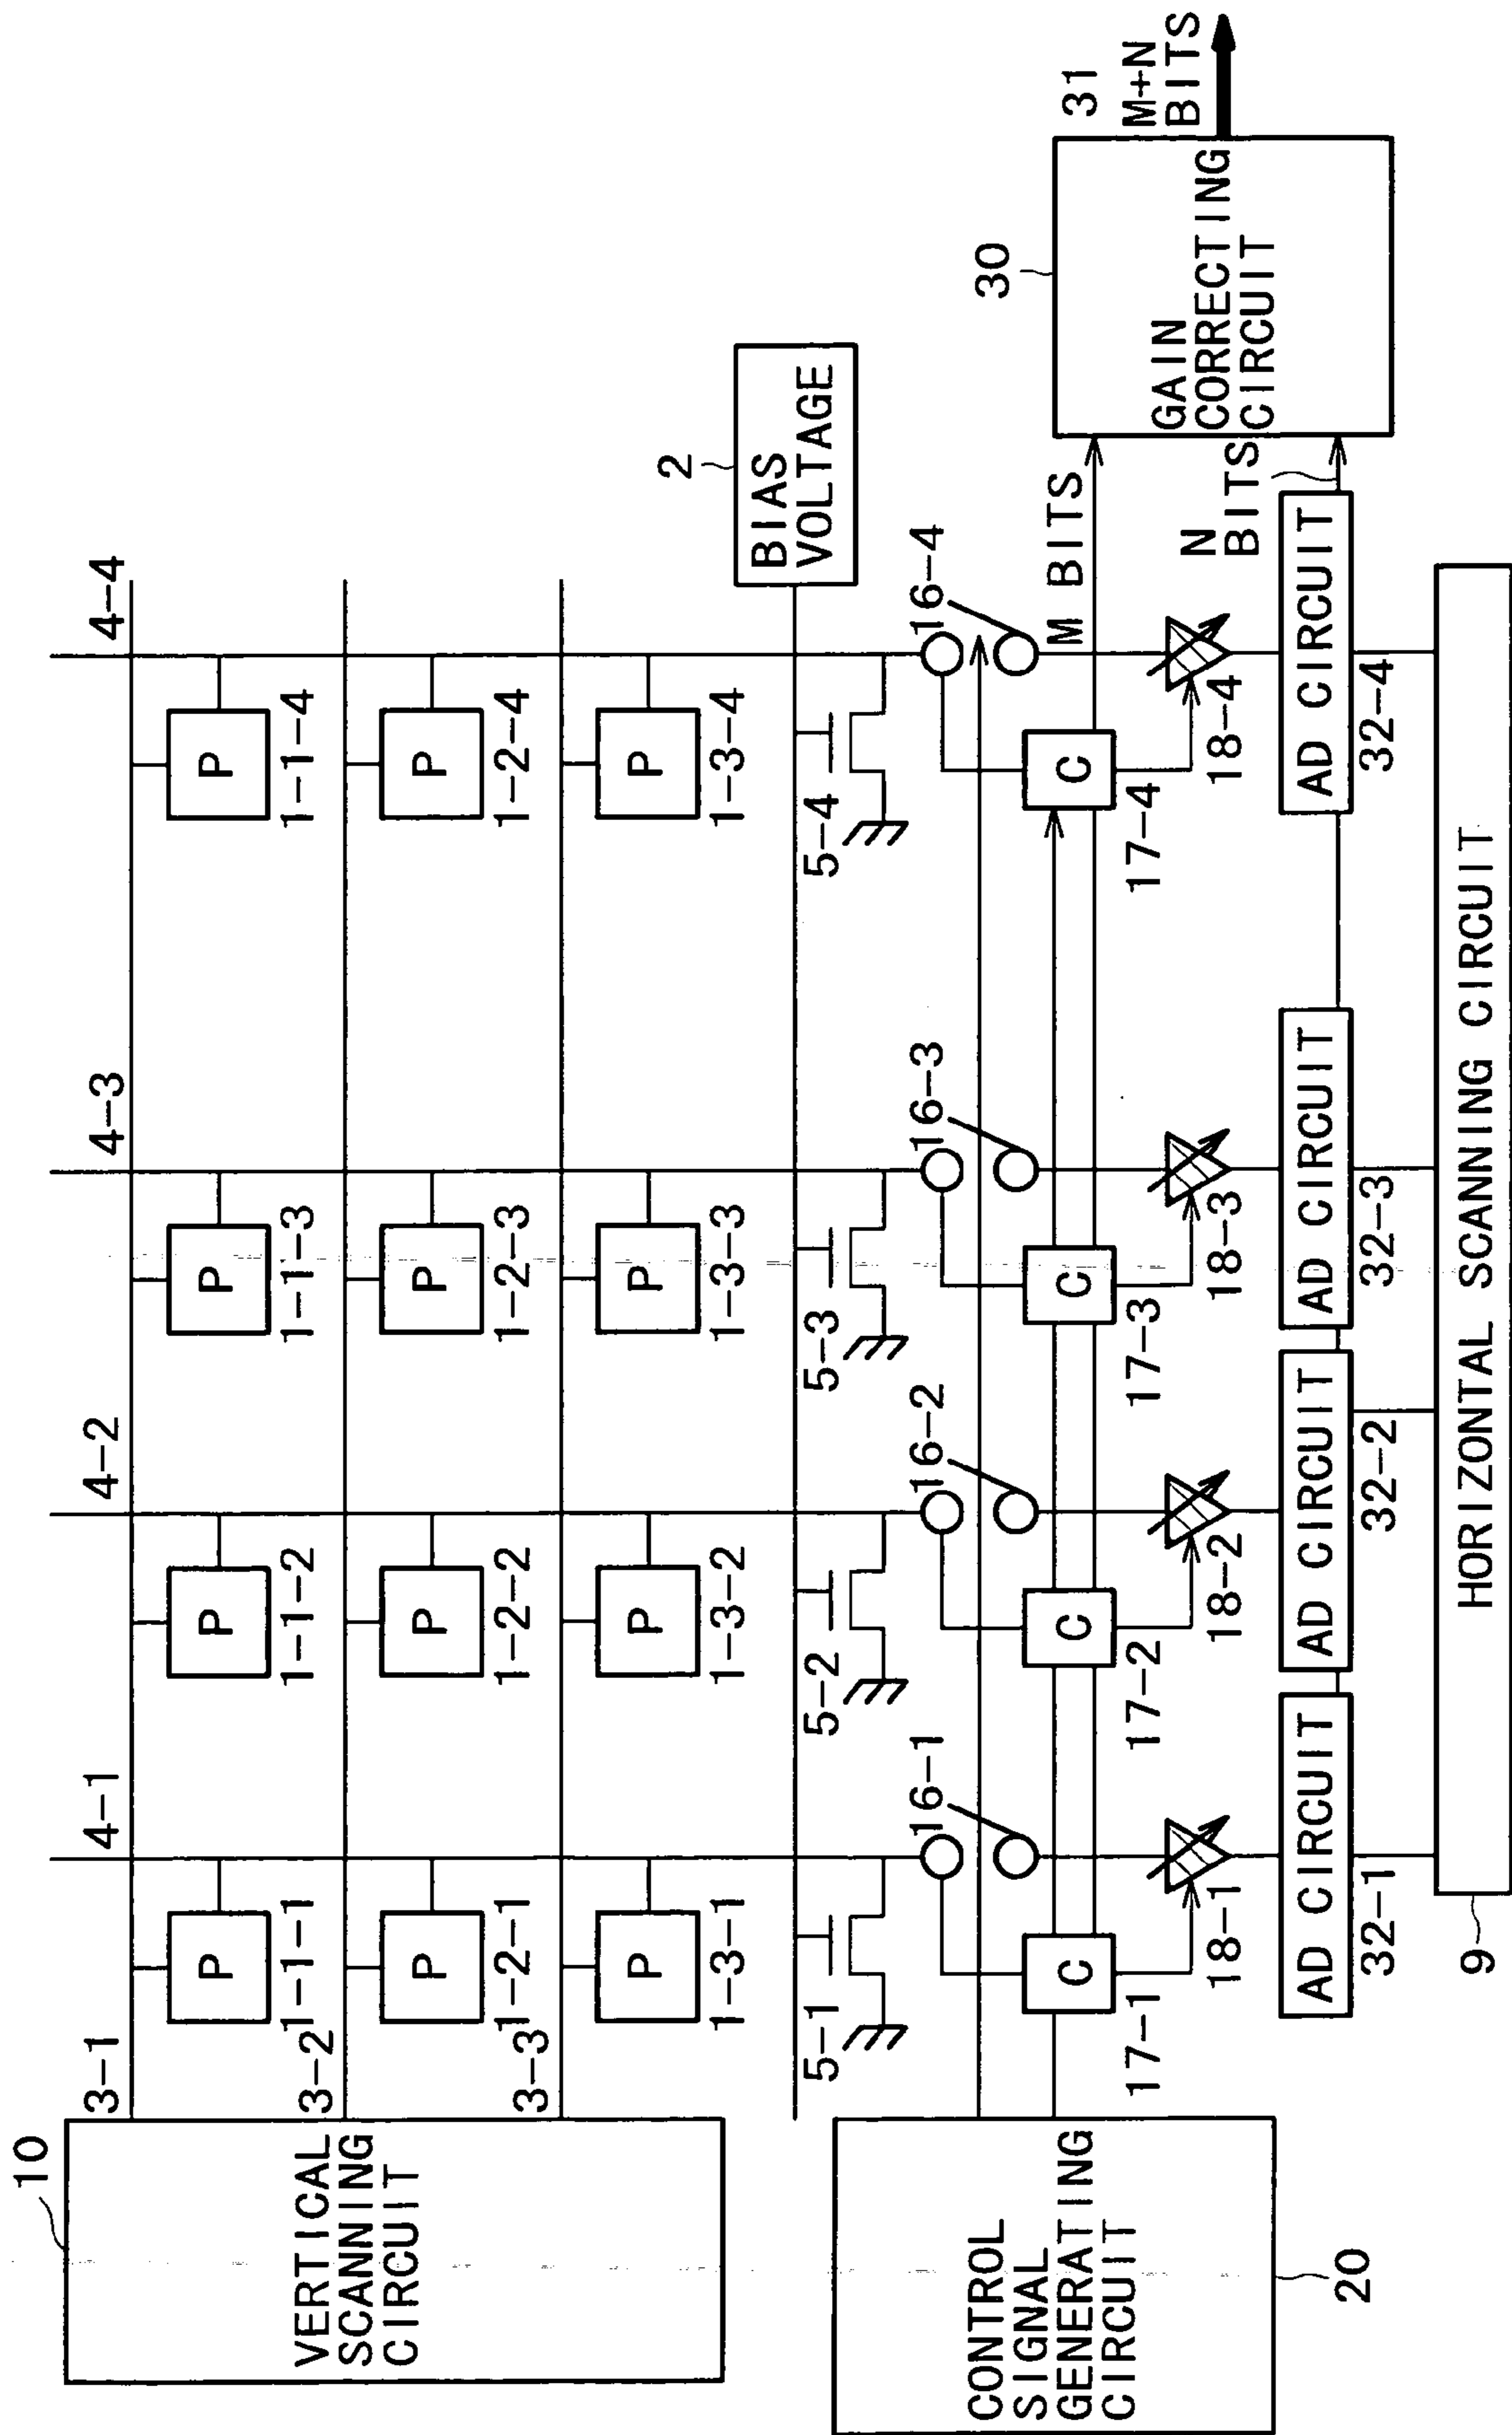 10
VERTICAL
SCANNING
CIRCUIT
3-1
3-2
3-3
4-1
4-2
4-3
4-4
P
1-1-1
P
1-1-2
P
1-1-3
P
1-1-4
P
1-2-1
P
1-2-2
P
1-2-3
P
1-2-4
P
1-3-1
P
1-3-2
P
1-3-3
P
1-3-4
2
BIAS
VOLTAGE
5-1
5-2
5-3
5-4
CONTROL
SIGNAL
GENERATING
CIRCUIT
20
16-1
16-2
16-3
16-4
C
17-1
C
17-2
C
17-3
C
17-4
M BITS
18-1
18-2
18-3
18-4
N
BITS
AD CIRCUIT
32-1
AD CIRCUIT
32-2
AD CIRCUIT
32-3
AD CIRCUIT
32-4
30
GAIN
CORRECTING
CIRCUIT
31
M+N
BITS
HORIZONTAL SCANNING CIRCUIT
9